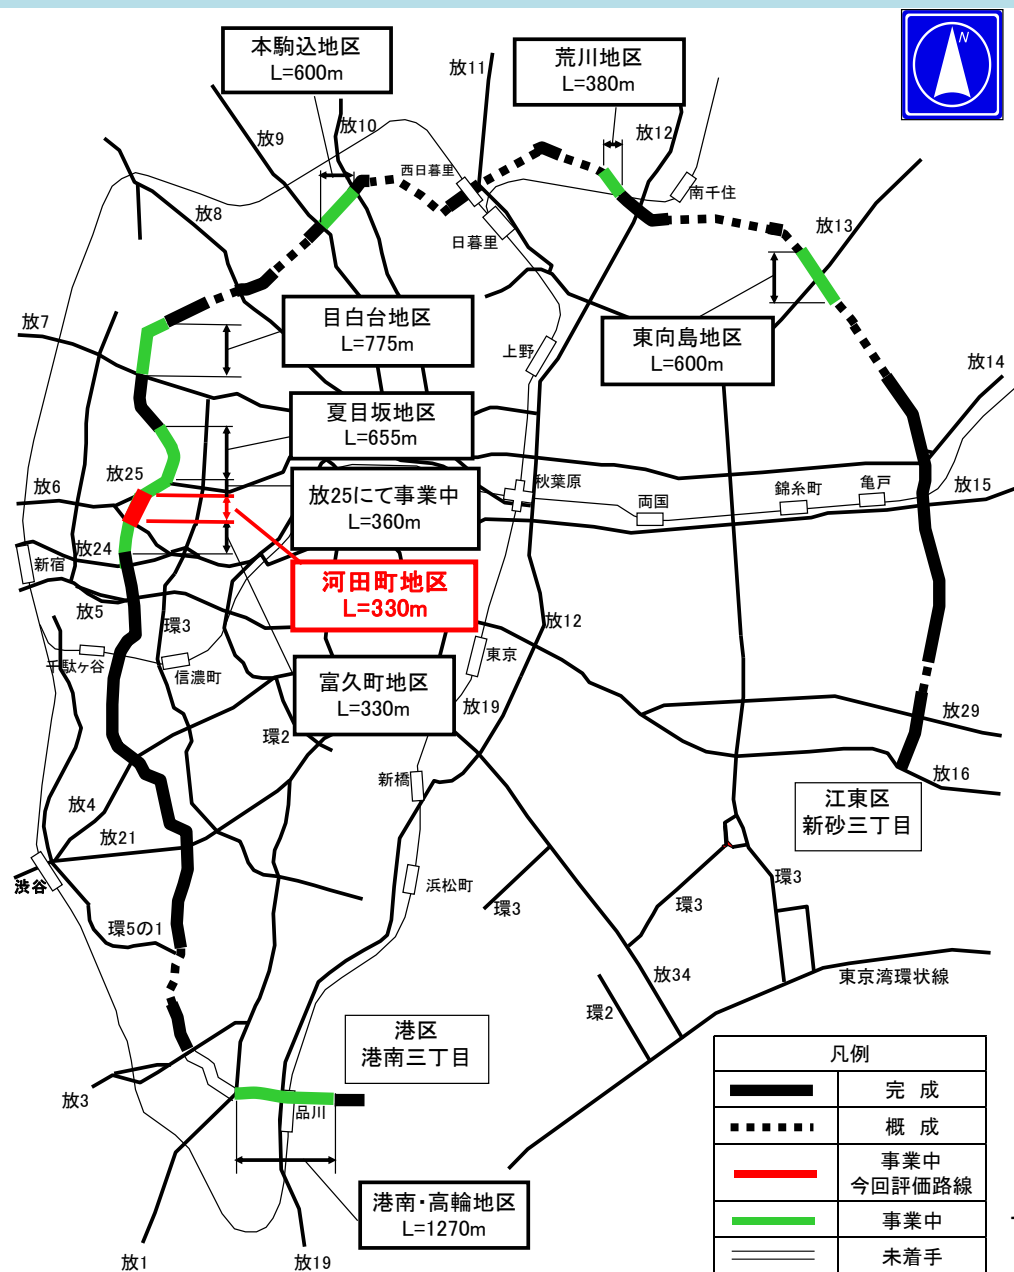 N
本駒込地区
L=600m
荒川地区
L=380m
放11
放9
放10
放12
西日暮里
南千住
放8
日暮里
放13
目白台地区
L=775m
東向島地区
L=600m
放7
上野
放14
夏目坂地区
L=655m
放25
放6
放25にて事業中
L=360m
秋葉原
両国
錦糸町
亀戸
放15
放24
新宿
河田町地区
L=330m
放5
環3
放12
千駄ヶ谷
信濃町
東京
富久町地区
L=330m
放19
環2
放29
新橋
放16
放4
江東区
新砂三丁目
放21
渋谷
浜松町
環3
環3
環3
環5の1
放34
東京湾環状線
環2
港区
港南三丁目
放3
品川
港南・高輪地区
L=1270m
放1
放19
凡例
完 成
概 成
事業中
今回評価路線
事業中
未着手